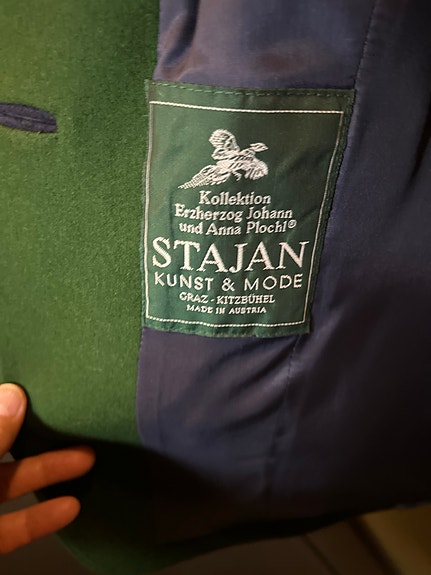 Kollektion
Erzherzog Johann
und Anna Plochl®
STAJAN
KUNST & MODE
GRAZ - KITZBÜHEL
MADE IN AUSTRIA